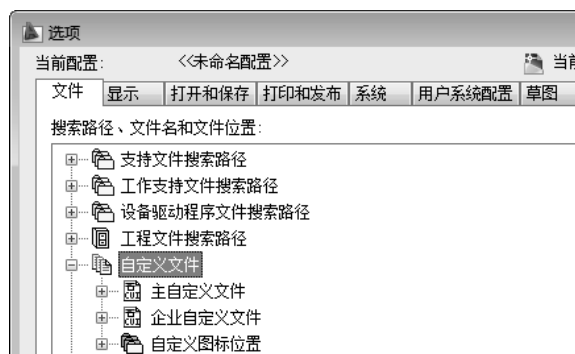 选项
当前配置: <<未命名配置>> 当前
文件 显示 打开和保存 打印和发布 系统 用户系统配置 草图
搜索路径、文件名和文件位置:
支持文件搜索路径
工作支持文件搜索路径
设备驱动程序文件搜索路径
工程文件搜索路径
自定义文件
主自定义文件
企业自定义文件
自定义图标位置